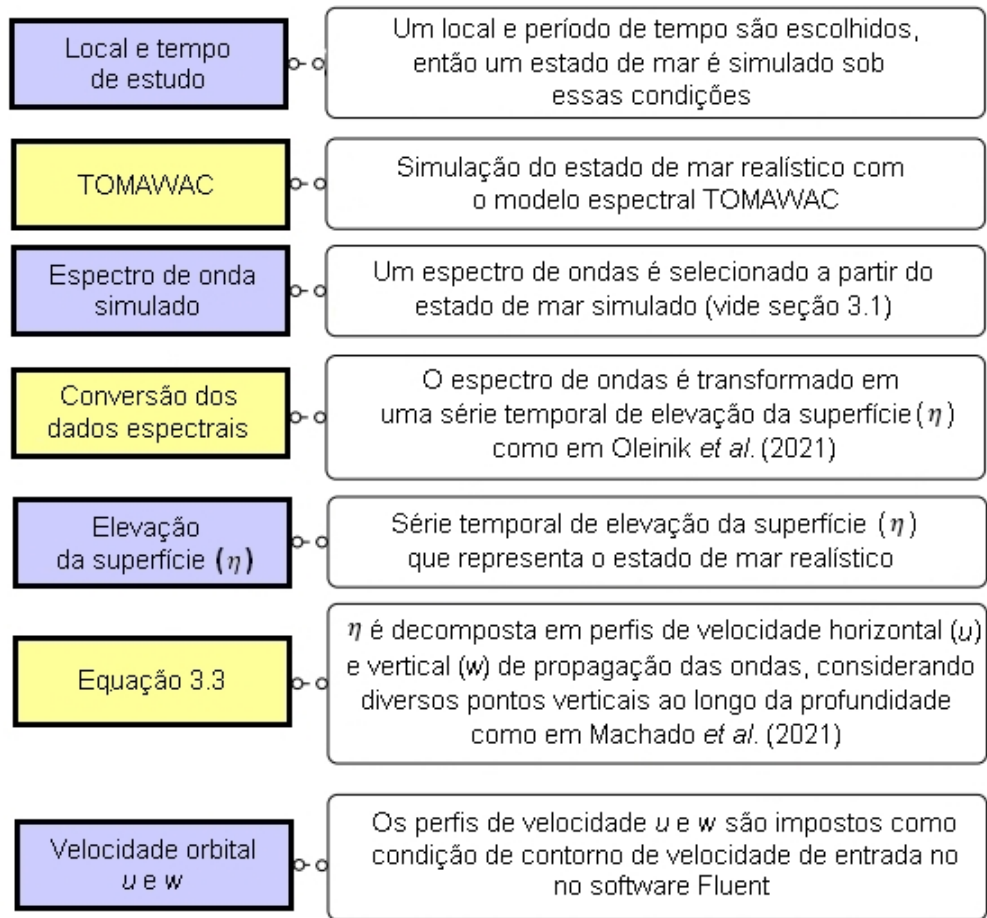 Local e tempo
de estudo
Um local e período de tempo são escolhidos,
então um estado de mar é simulado sob
essas condições
TOMAWAC
Simulação do estado de mar realístico com
o modelo espectral TOMAWAC
Espectro de onda
simulado
Um espectro de ondas é selecionado a partir do
estado de mar simulado (vide seção 3.1)
Conversão dos
dados espectrais
O espectro de ondas é transformado em
uma série temporal de elevação da superfície (η)
como em Oleinik et al. (2021)
Elevação
da superfície (η)
Série temporal de elevação da superfície (η)
que representa o estado de mar realístico
Equação 3.3
η é decomposta em perfis de velocidade horizontal (u)
e vertical (w) de propagação das ondas, considerando
diversos pontos verticais ao longo da profundidade
como em Machado et al. (2021)
Velocidade orbital
u e w
Os perfis de velocidade u e w são impostos como
condição de contorno de velocidade de entrada no
no software Fluent